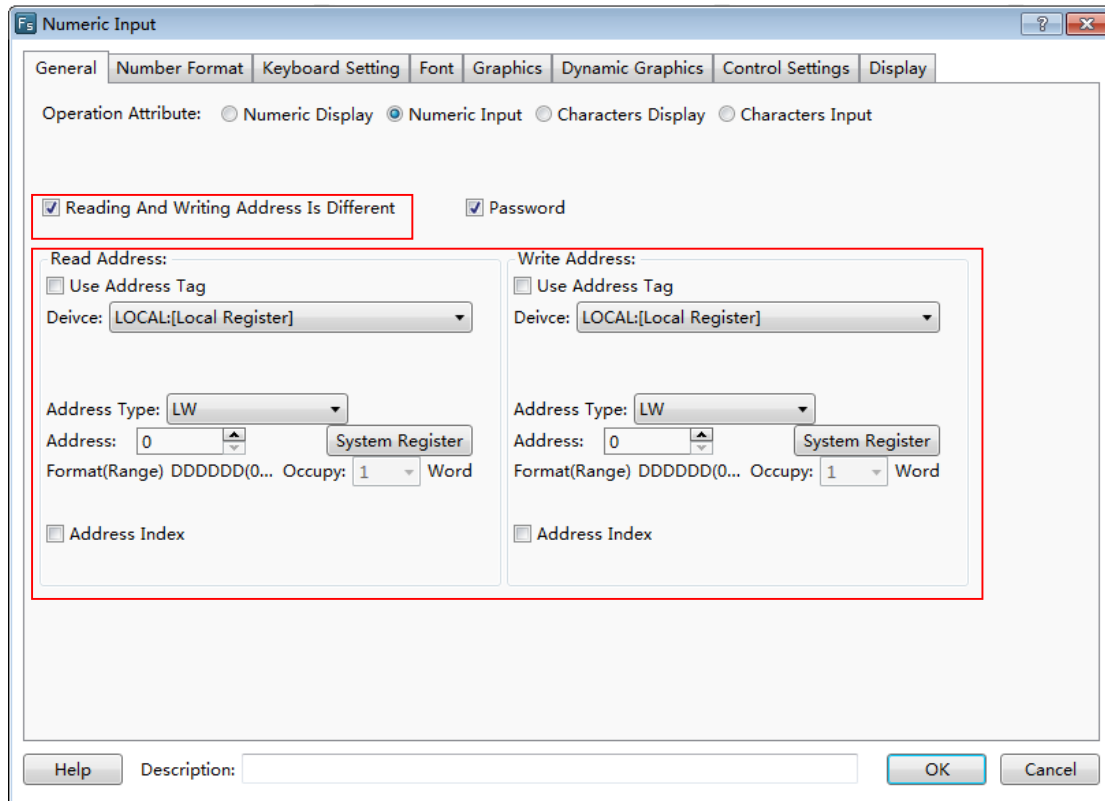 Fs Numeric Input ?
General Number Format Keyboard Setting Font Graphics Dynamic Graphics Control Settings Display
Operation Attribute: Numeric Display Numeric Input Characters Display Characters Input
Reading And Writing Address Is Different Password
Read Address:
Use Address Tag
Deivce: LOCAL:[Local Register]
Address Type: LW
Address: 0 System Register
Format(Range) DDDDDD(0... Occupy: 1 Word
Address Index
Write Address:
Use Address Tag
Deivce: LOCAL:[Local Register]
Address Type: LW
Address: 0 System Register
Format(Range) DDDDDD(0... Occupy: 1 Word
Address Index
Help Description: OK Cancel